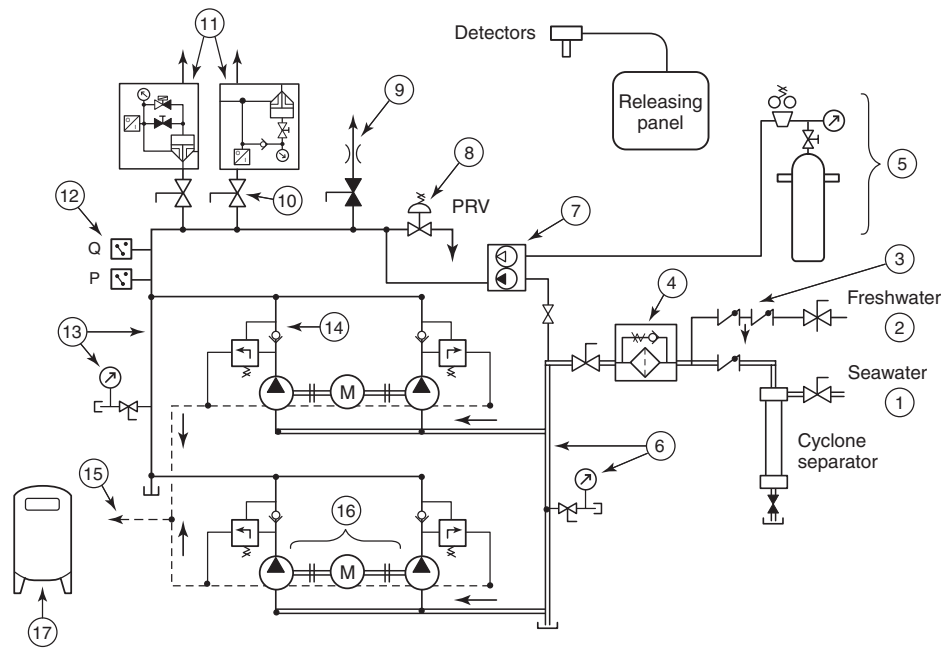 11
Detectors
Releasing
panel
9
8
5
12
10
PRV
7
Q
P
3
4
Freshwater
2
13
14
M
Seawater
1
Cyclone
separator
6
15
16
M
17